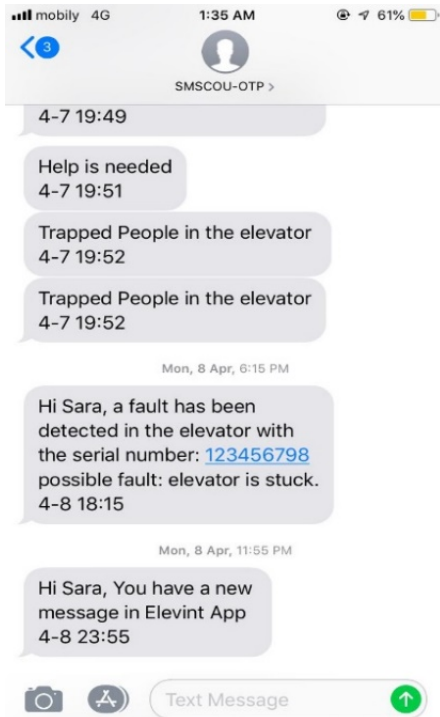 mobily 4G 1:35 AM 61%
3
SMSCOU-OTP >
4-7 19:49
Help is needed
4-7 19:51
Trapped People in the elevator
4-7 19:52
Trapped People in the elevator
4-7 19:52
Mon, 8 Apr, 6:15 PM
Hi Sara, a fault has been
detected in the elevator with
the serial number: 123456798
possible fault: elevator is stuck.
4-8 18:15
Mon, 8 Apr, 11:55 PM
Hi Sara, You have a new
message in Elevint App
4-8 23:55
Text Message